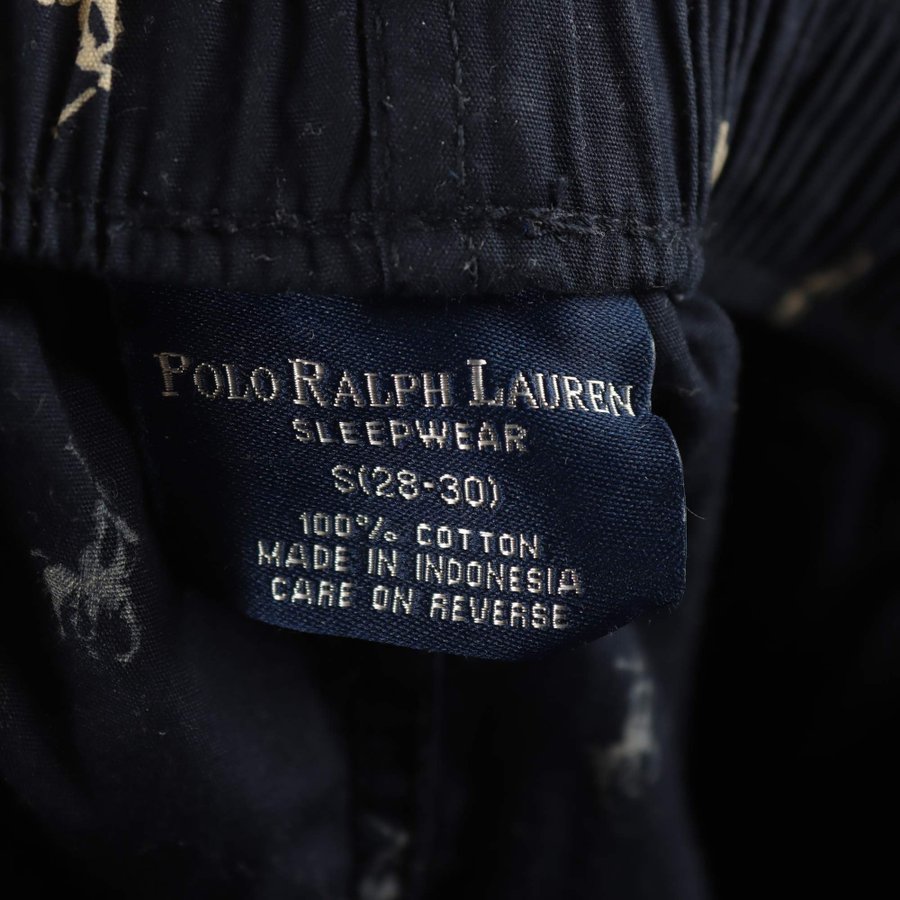 POLO RALPH LAUREN
SLEEPWEAR
S(28-30)
100% COTTON
MADE IN INDONESIA
CARE ON REVERSE